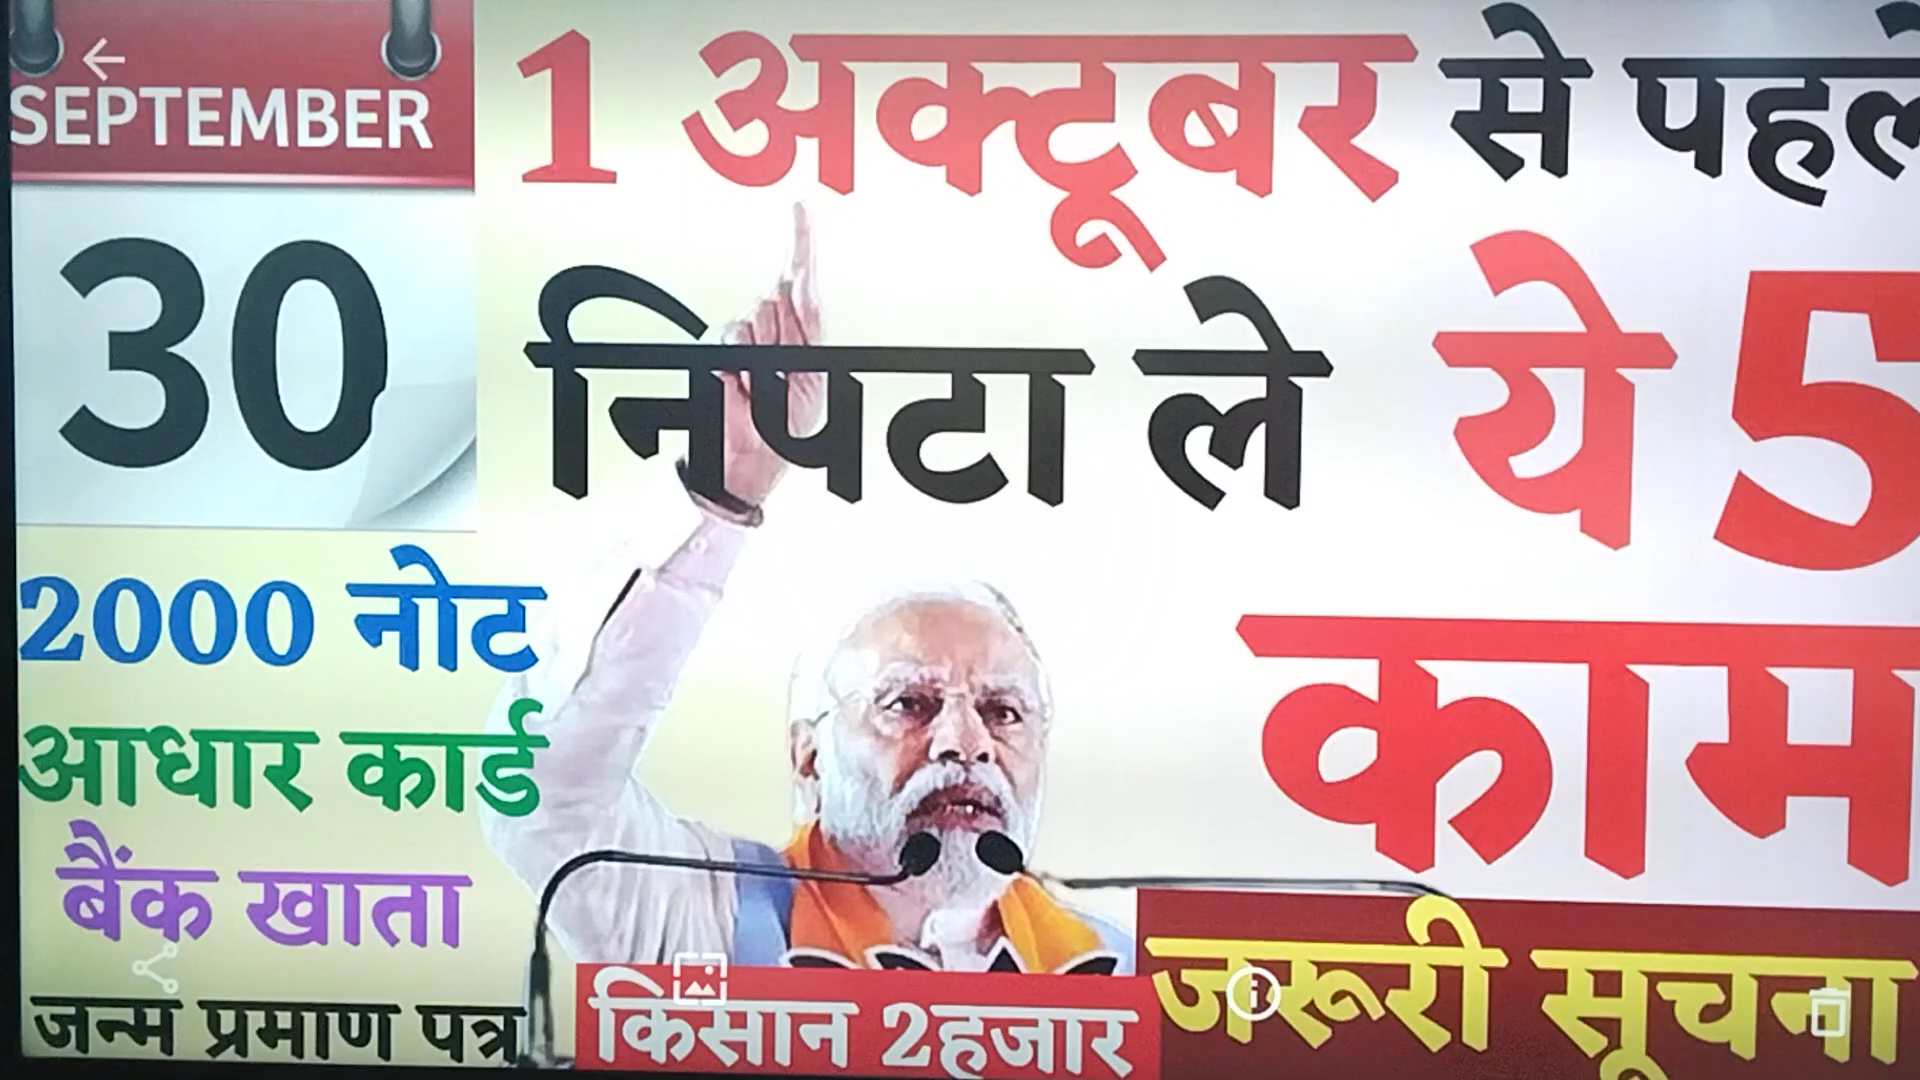 SEPTEMBER
30
1 अक्टूबर से पहले
निपटा ले ये 5
काम
2000 नोट
आधार कार्ड
बैंक खाता
जन्म प्रमाण पत्र
किसान 2हजार
जरूरी सूचना